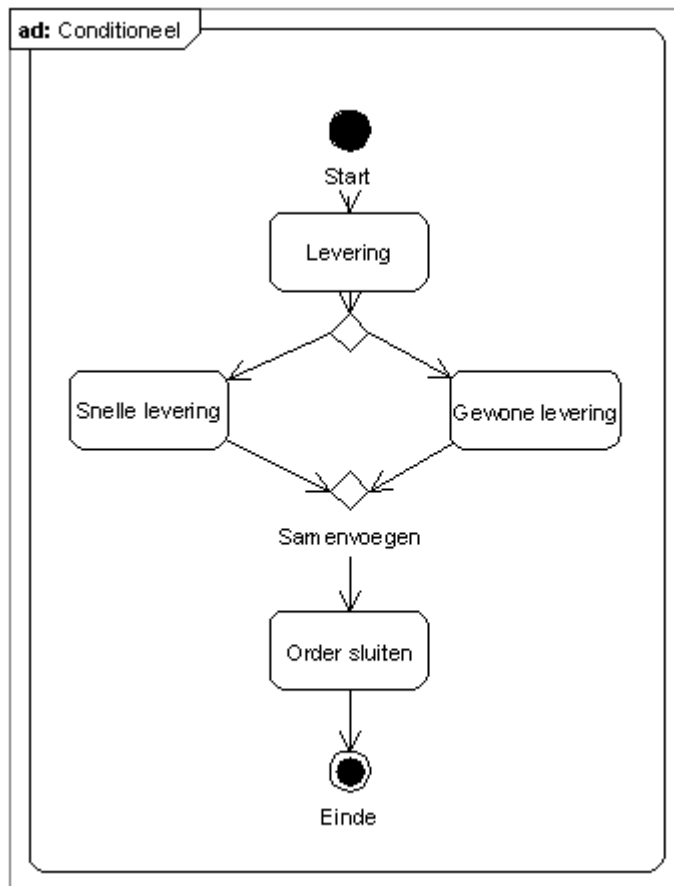 ad: Conditioneel
Start
Levering
Snelle levering
Gewone levering
Samenvoegen
Order sluiten
Einde